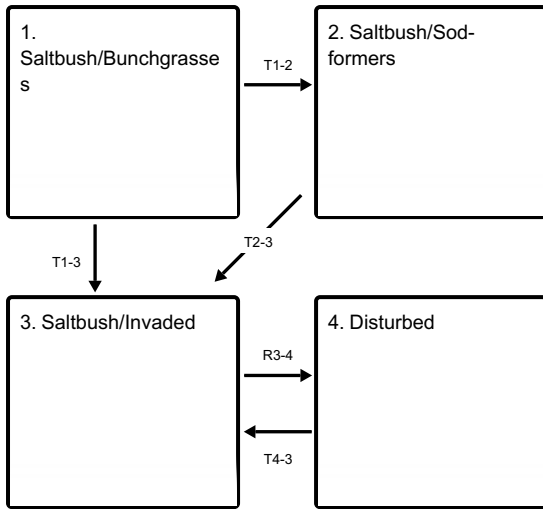 1.
Saltbush/Bunchgrasse
s
2. Saltbush/Sod-
formers
T1-2
T2-3
T1-3
3. Saltbush/Invaded
4. Disturbed
R3-4
T4-3